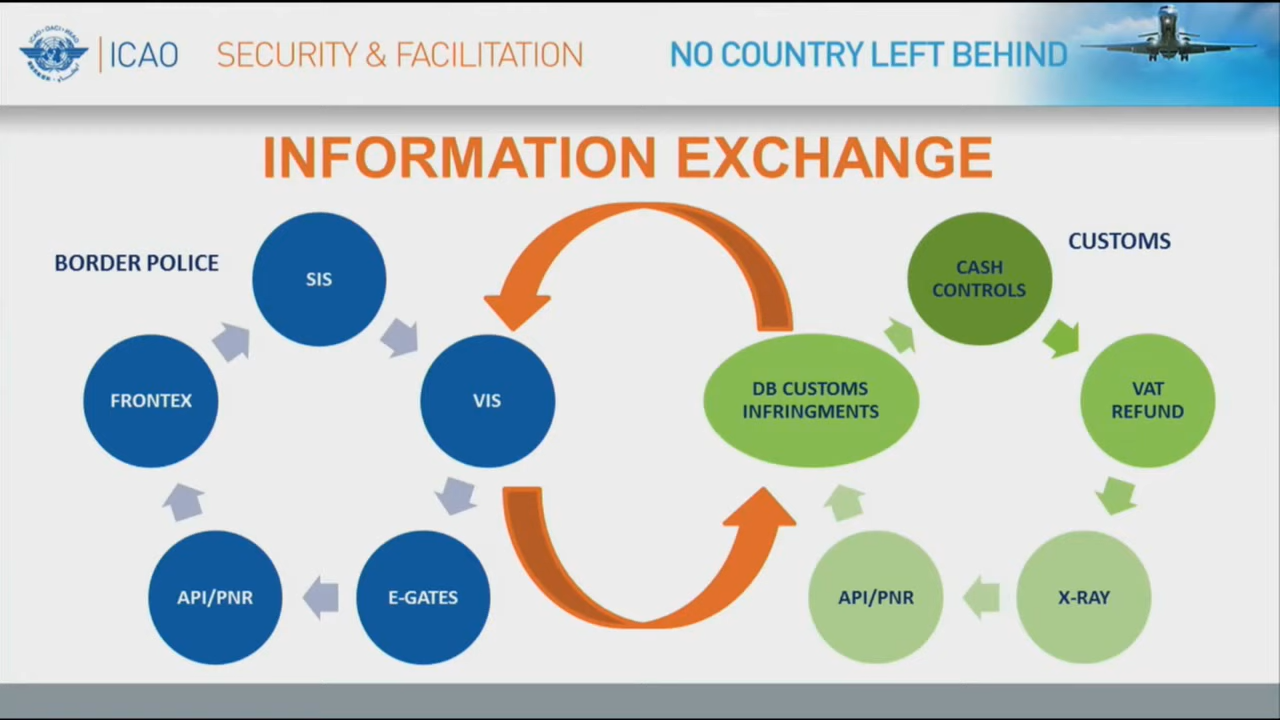 ICAO SECURITY & FACILITATION NO COUNTRY LEFT BEHIND
INFORMATION EXCHANGE
BORDER POLICE
SIS
VIS
E-GATES
API/PNR
FRONTEX
CUSTOMS
CASH
CONTROLS
VAT
REFUND
X-RAY
API/PNR
DB CUSTOMS
INFRINGMENTS